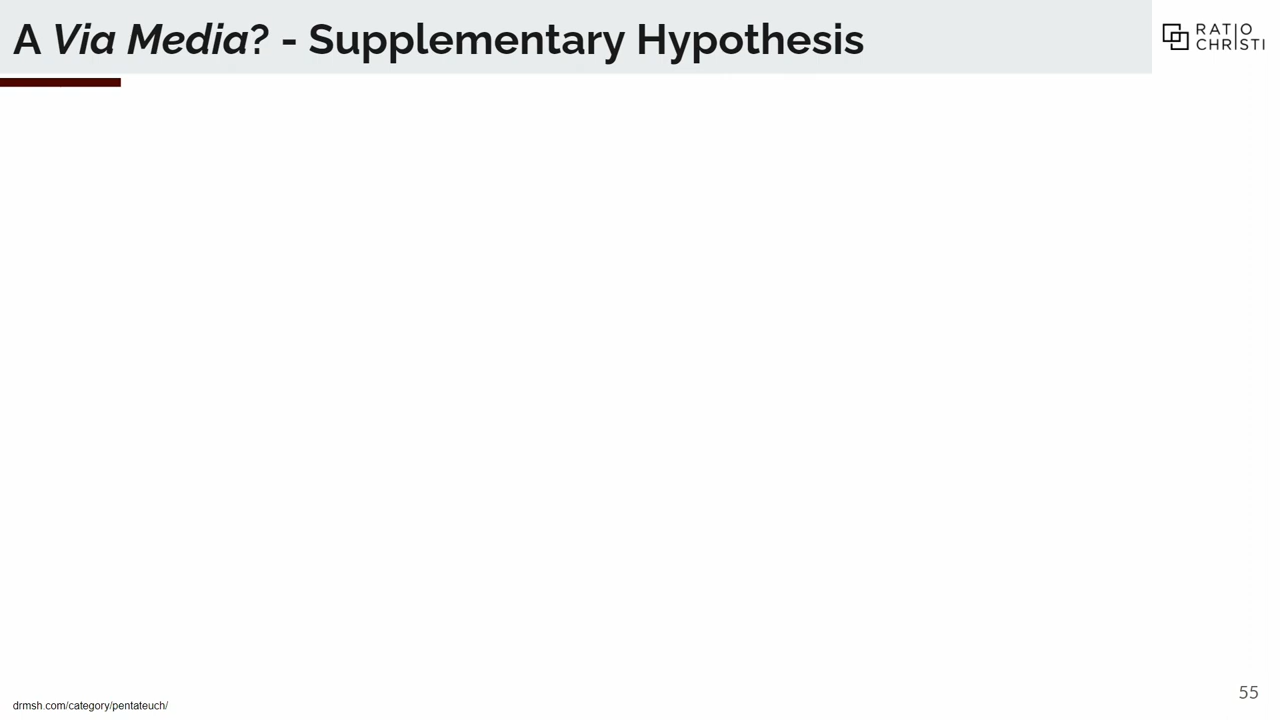 A Via Media? - Supplementary Hypothesis
RATIO
CHRISTI
drmsh.com/category/pentateuch/
55